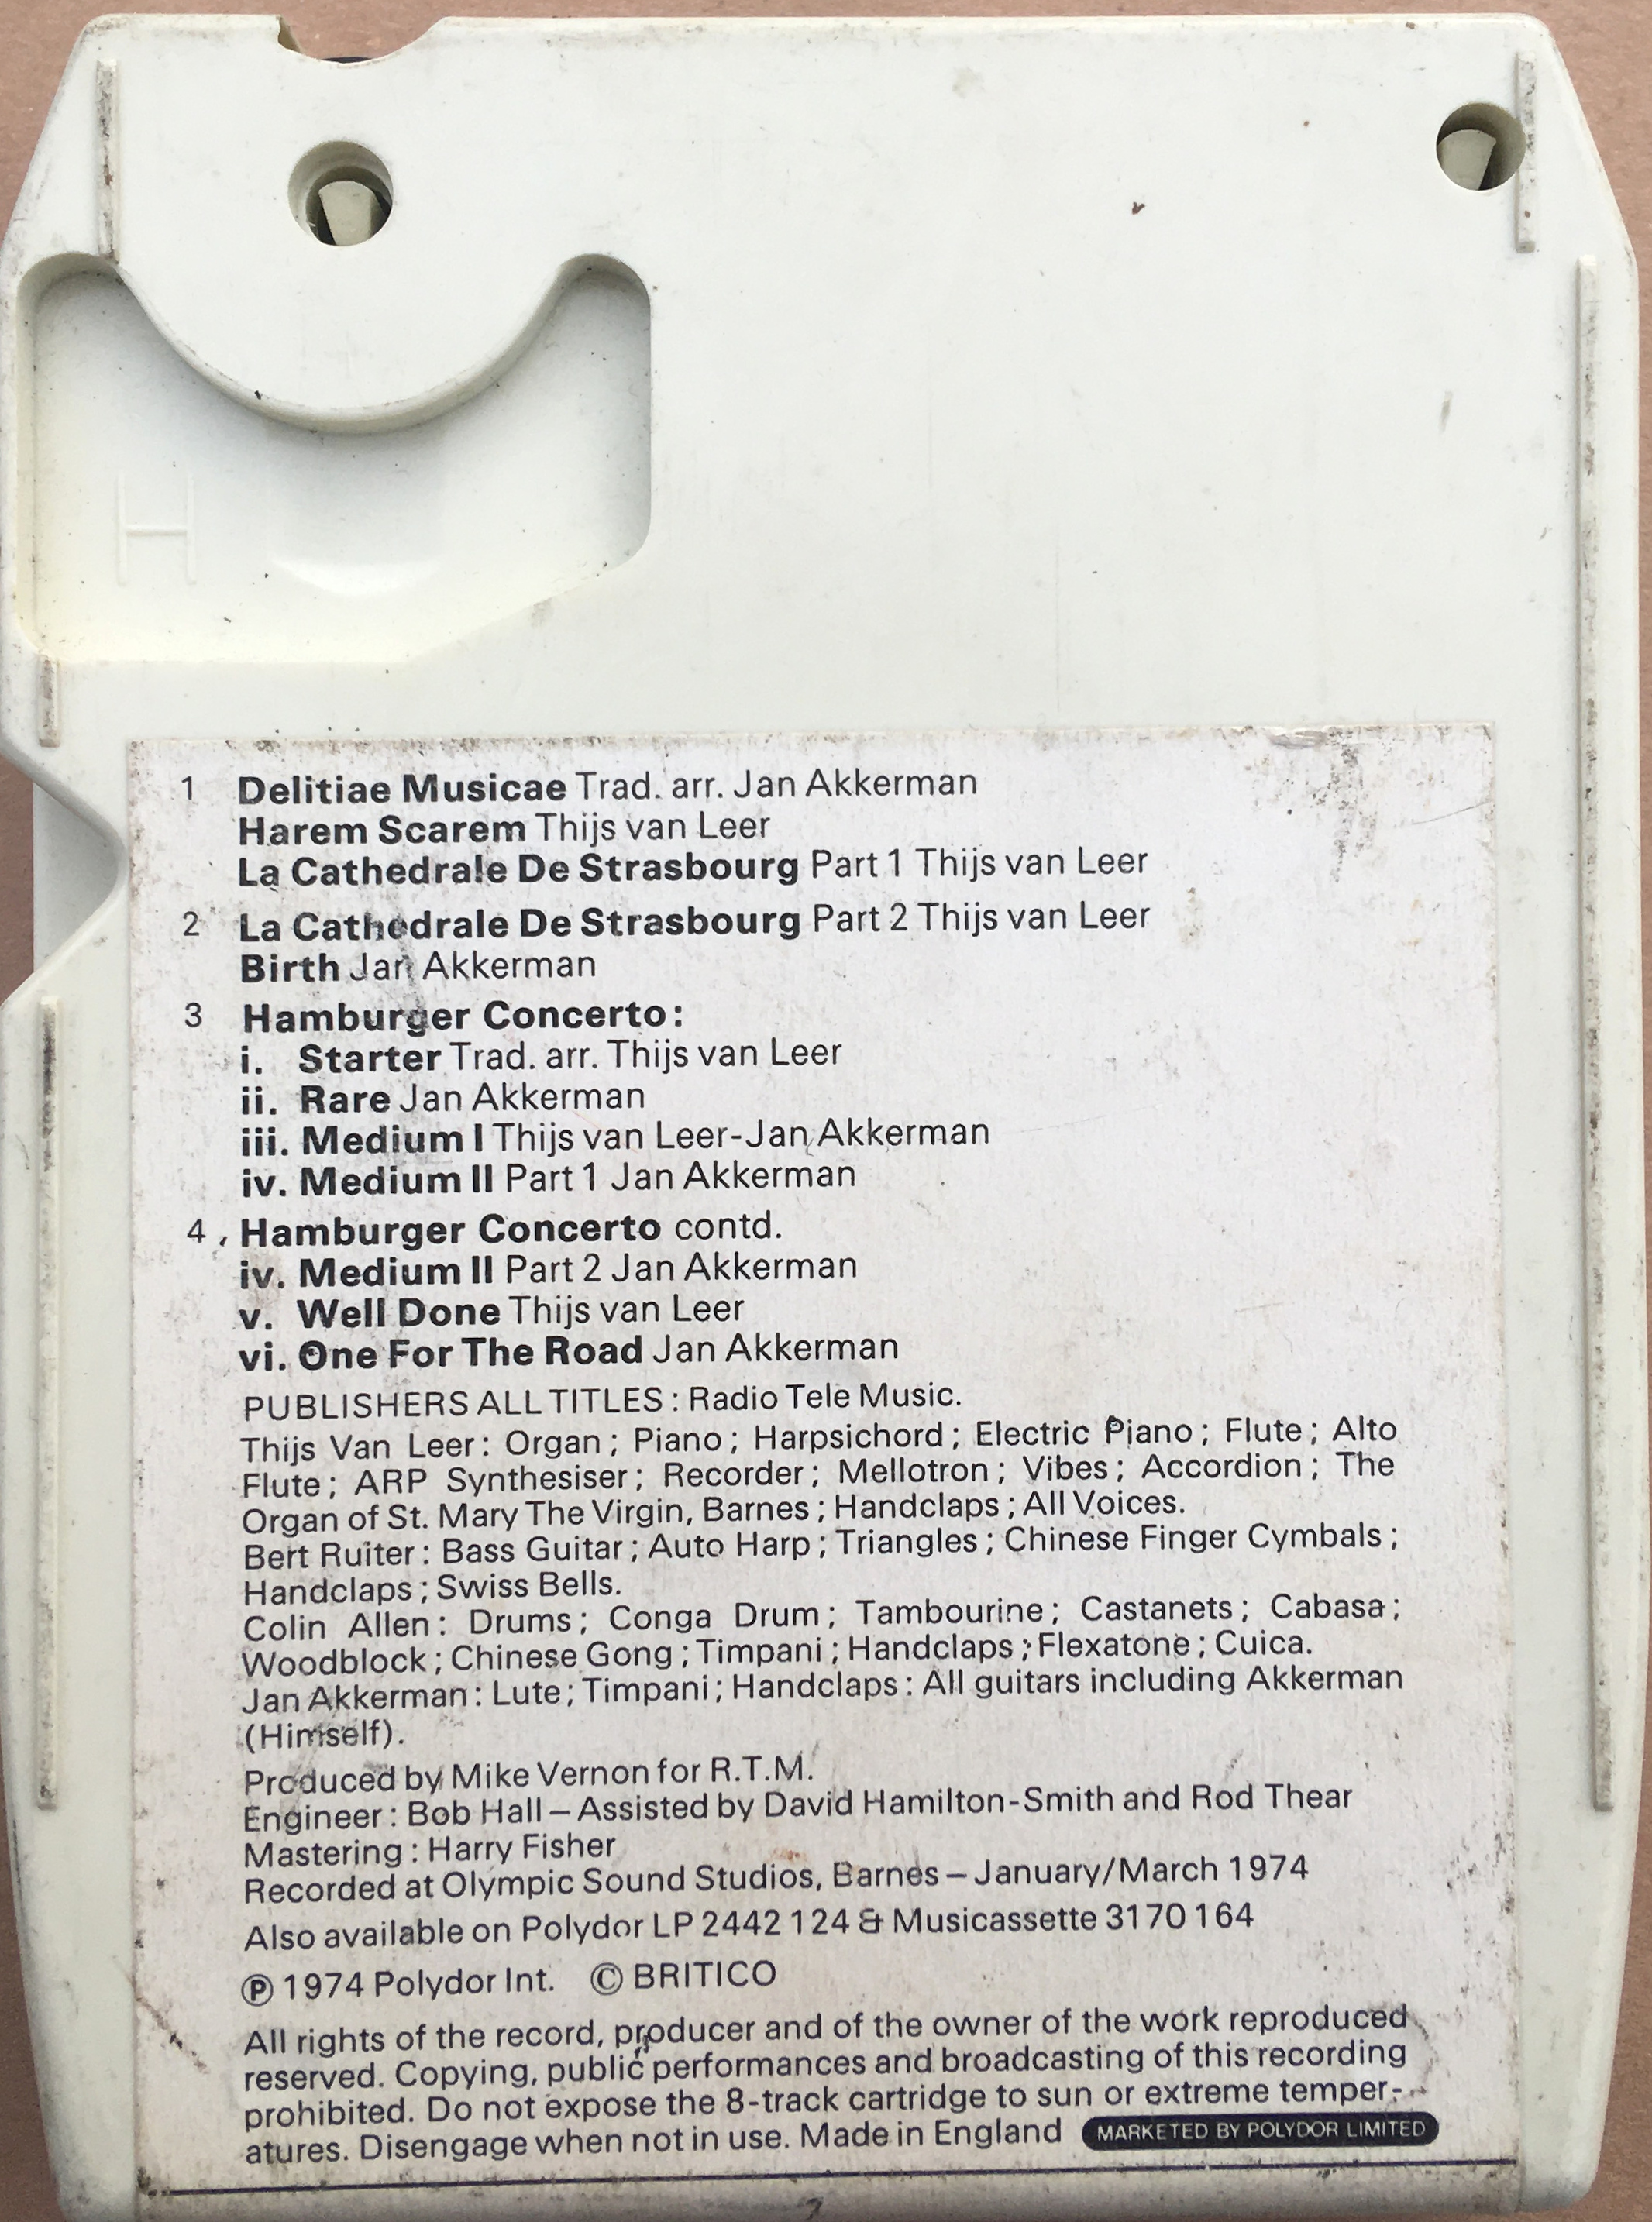 H
1 Delitiae Musicae Trad. arr. Jan Akkerman
Harem Scarem Thijs van Leer
La Cathedrale De Strasbourg Part 1 Thijs van Leer
2 La Cathedrale De Strasbourg Part 2 Thijs van Leer
Birth Jan Akkerman
3 Hamburger Concerto:
i. Starter Trad. arr. Thijs van Leer
ii. Rare Jan Akkerman
iii. Medium I Thijs van Leer-Jan Akkerman
iv. Medium II Part 1 Jan Akkerman
4 Hamburger Concerto contd.
iv. Medium II Part 2 Jan Akkerman
v. Well Done Thijs van Leer
vi. One For The Road Jan Akkerman
PUBLISHERS ALL TITLES : Radio Tele Music.
Thijs Van Leer : Organ ; Piano ; Harpsichord ; Electric Piano ; Flute ; Alto
Flute ; ARP Synthesiser ; Recorder ; Mellotron ; Vibes ; Accordion ; The
Organ of St. Mary The Virgin, Barnes ; Handclaps ; All Voices.
Bert Ruiter : Bass Guitar ; Auto Harp ; Triangles ; Chinese Finger Cymbals ;
Handclaps ; Swiss Bells.
Colin Allen : Drums ; Conga Drum ; Tambourine ; Castanets ; Cabasa ;
Woodblock ; Chinese Gong ; Timpani ; Handclaps ; Flexatone ; Cuica.
Jan Akkerman : Lute ; Timpani ; Handclaps : All guitars including Akkerman
(Himself).
Produced by Mike Vernon for R.T.M.
Engineer : Bob Hall – Assisted by David Hamilton-Smith and Rod Thear
Mastering : Harry Fisher
Recorded at Olympic Sound Studios, Barnes – January/March 1974
Also available on Polydor LP 2442 124 & Musicassette 3170 164
℗ 1974 Polydor Int. © BRITICO
All rights of the record, producer and of the owner of the work reproduced
reserved. Copying, public performances and broadcasting of this recording
prohibited. Do not expose the 8-track cartridge to sun or extreme temper-
atures. Disengage when not in use. Made in England MARKETED BY POLYDOR LIMITED